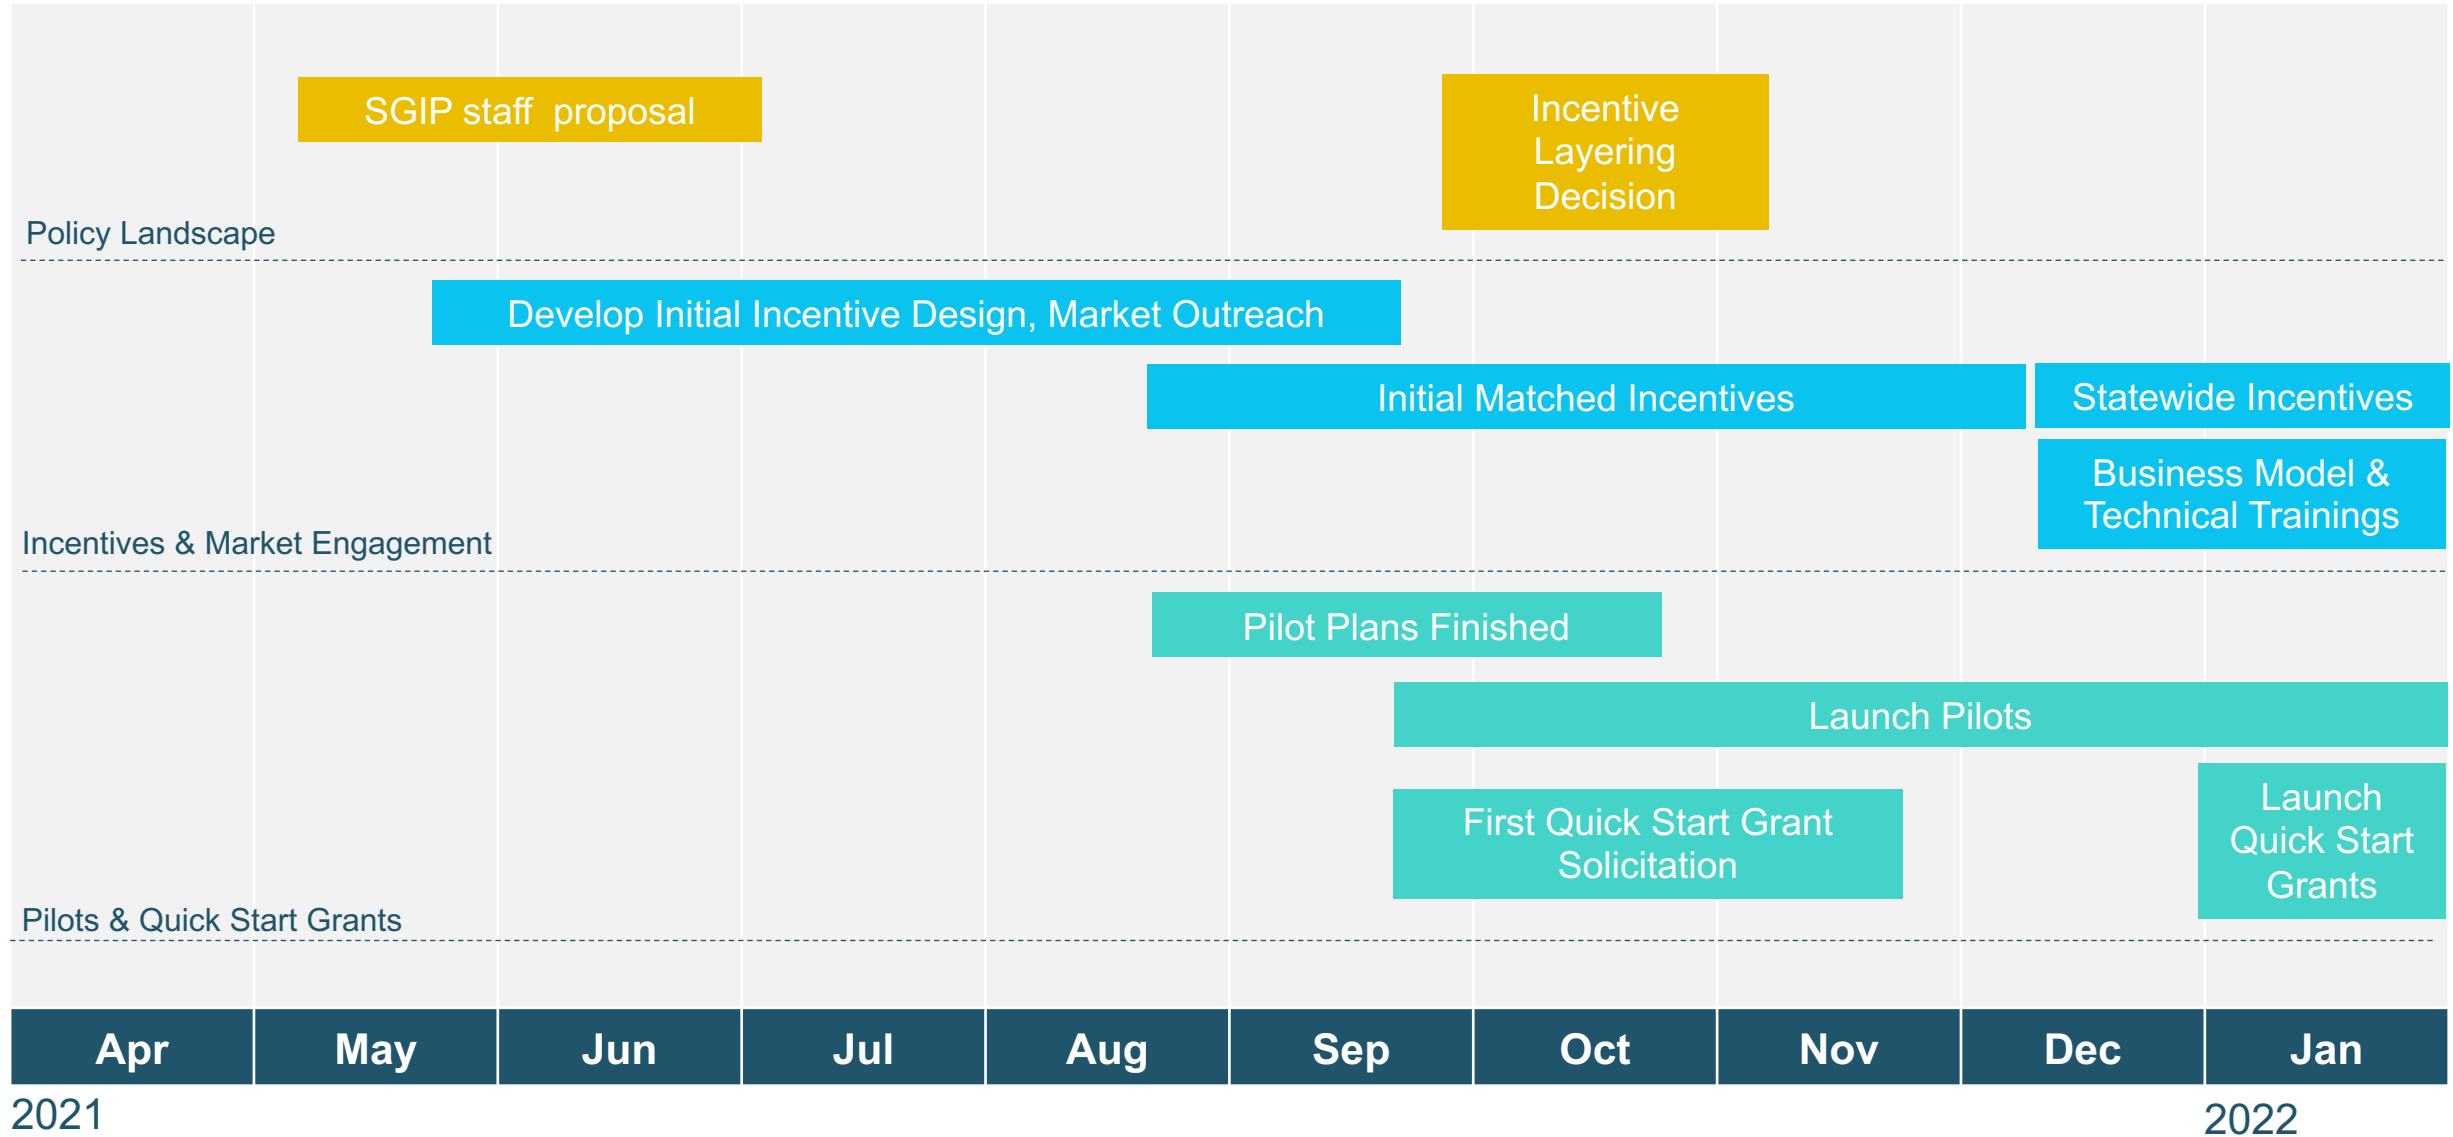 SGIP staff  proposal
Incentive
Layering
Decision
Policy Landscape
Develop Initial Incentive Design, Market Outreach
Initial Matched Incentives
Statewide Incentives
Business Model &
Technical Trainings
Incentives & Market Engagement
Pilot Plans Finished
Launch Pilots
First Quick Start Grant
Solicitation
Launch
Quick Start
Grants
Pilots & Quick Start Grants
Apr May Jun Jul Aug Sep Oct Nov Dec Jan
2021 2022